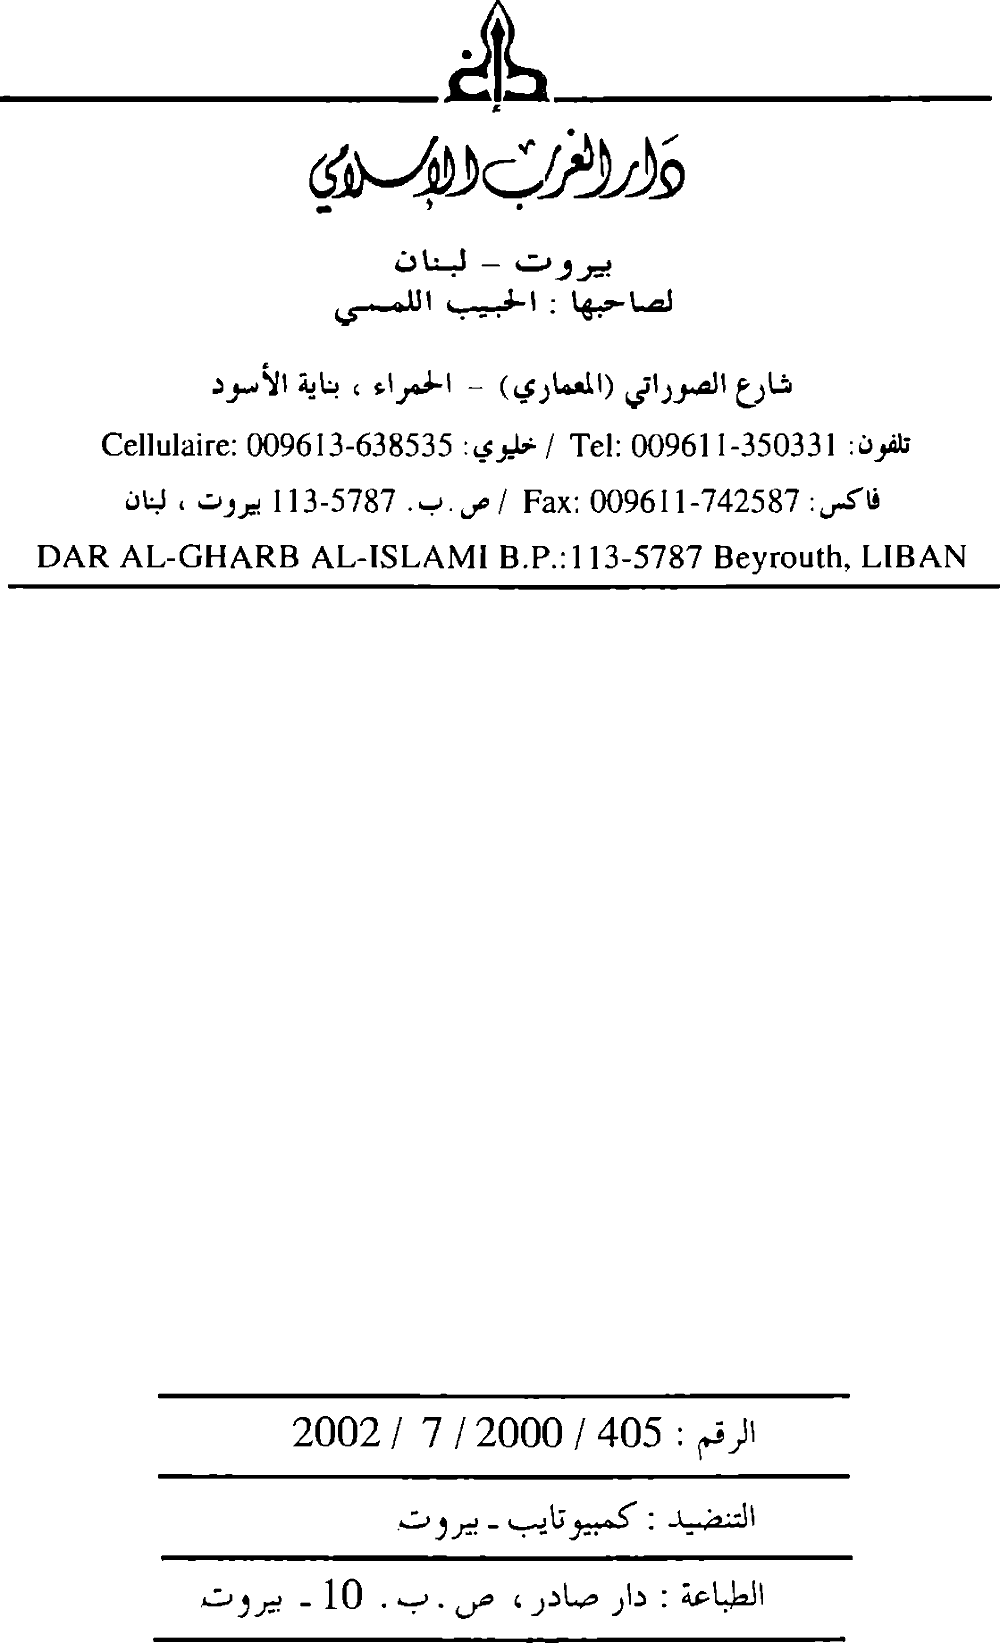 دار الغرب الإسلامي
بيروت – لبنان
لصاحبها : الحبيب اللمسي
شارع الصوراتي (المعماري) – الحمراء ، بناية الأسود
تلفون: Tel: 009611-350331 / خليوي: Cellulaire: 009613-638535
فاكس: Fax: 009611-742587 / ص.ب. 113-5787 بيروت ، لبنان
DAR AL-GHARB AL-ISLAMI B.P.:113-5787 Beyrouth, LIBAN
الرقم : 405 / 2000 / 7 / 2002
التنضيد : كمبيوتايب ـ بيروت
الطباعة : دار صادر ، ص . ب . 10 ـ بيروت